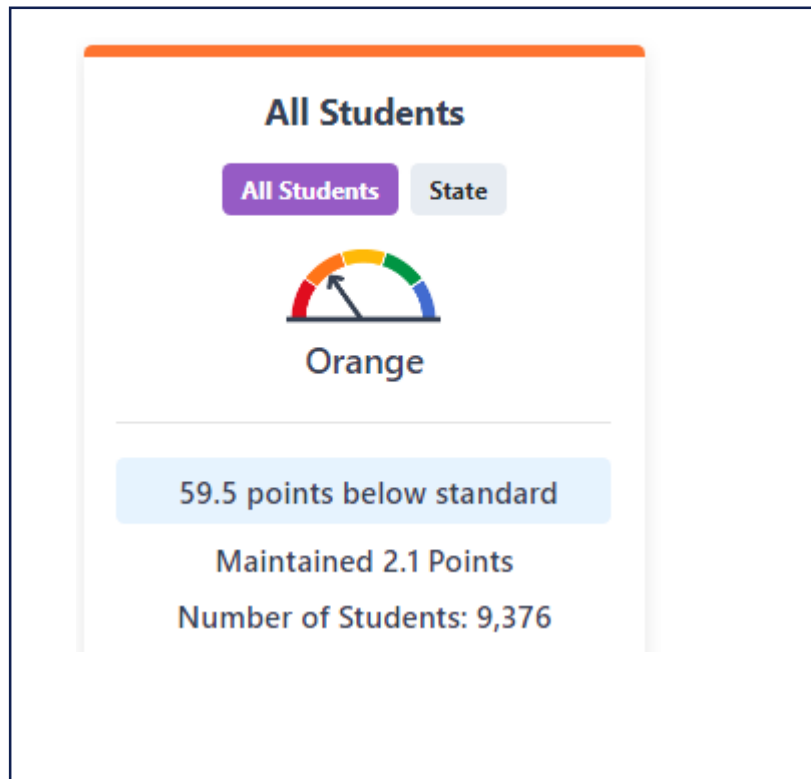 All Students
All Students State
Orange
59.5 points below standard
Maintained 2.1 Points
Number of Students: 9,376